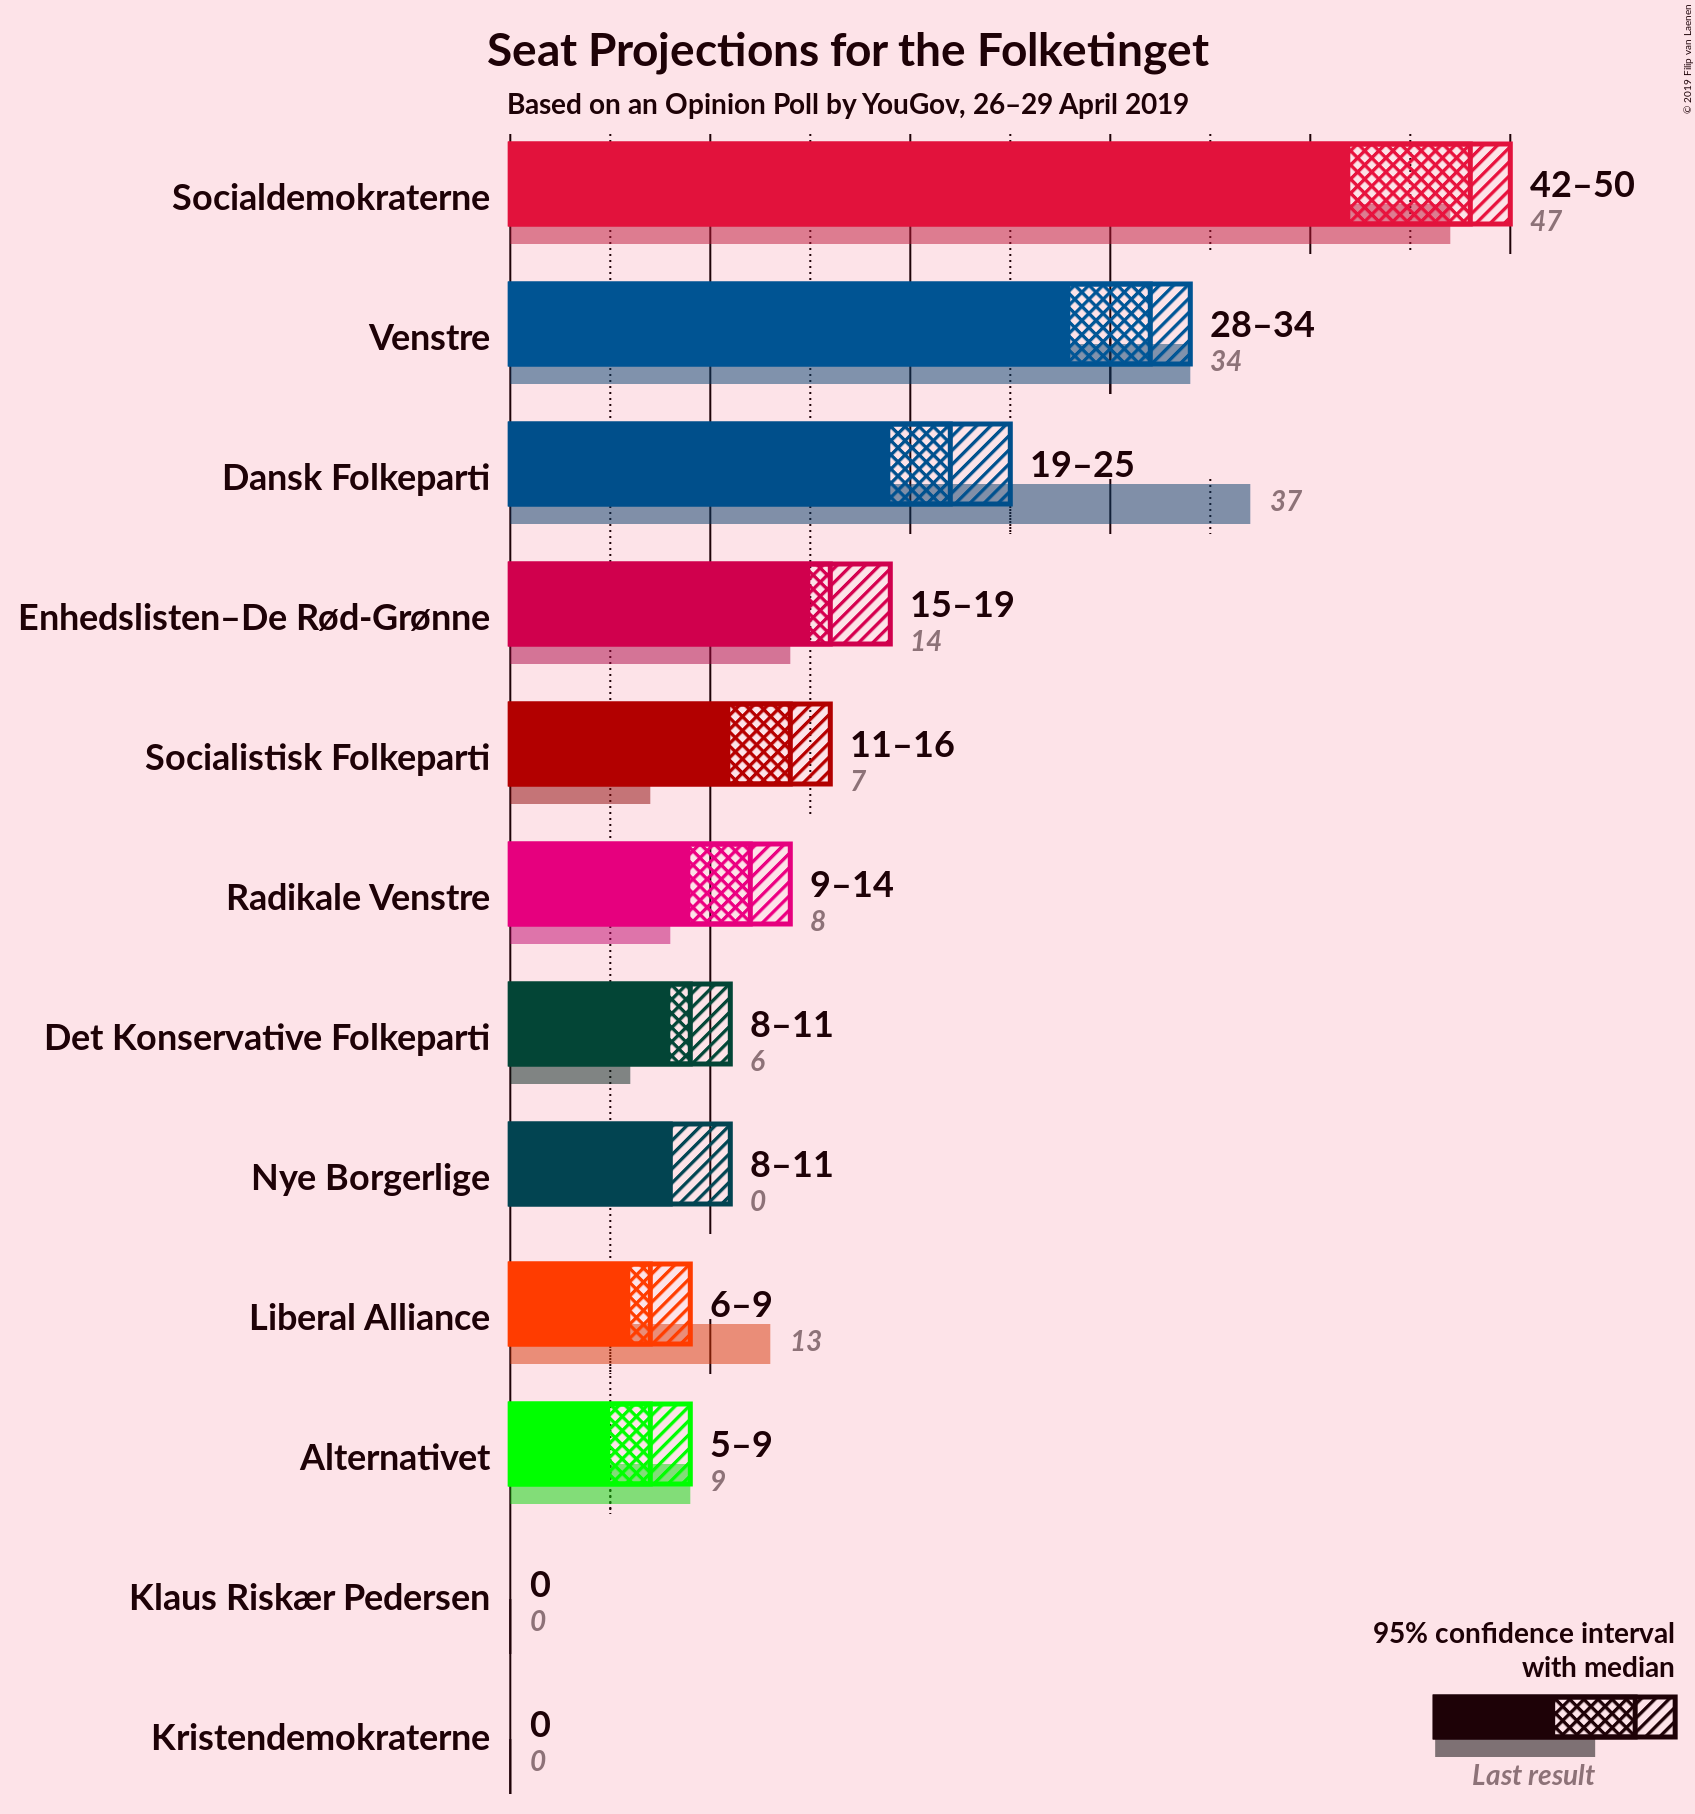 Seat Projections for the Folketinget
Based on an Opinion Poll by YouGov, 26–29 April 2019
© 2019 Filip van Laenen
Socialdemokraterne
42–50
47
Venstre
28–34
34
Dansk Folkeparti
19–25
37
Enhedslisten–De Rød-Grønne
15–19
14
Socialistisk Folkeparti
11–16
7
Radikale Venstre
9–14
8
Det Konservative Folkeparti
8–11
6
Nye Borgerlige
8–11
0
Liberal Alliance
6–9
13
Alternativet
5–9
9
Klaus Riskær Pedersen
0
0
Kristendemokraterne
0
0
95% confidence interval
with median
Last result